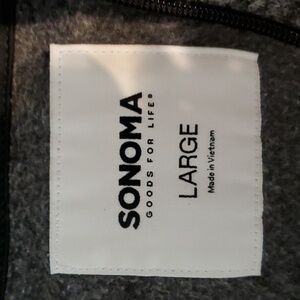 SONOMA
GOODS FOR LIFE®
LARGE
Made in Vietnam